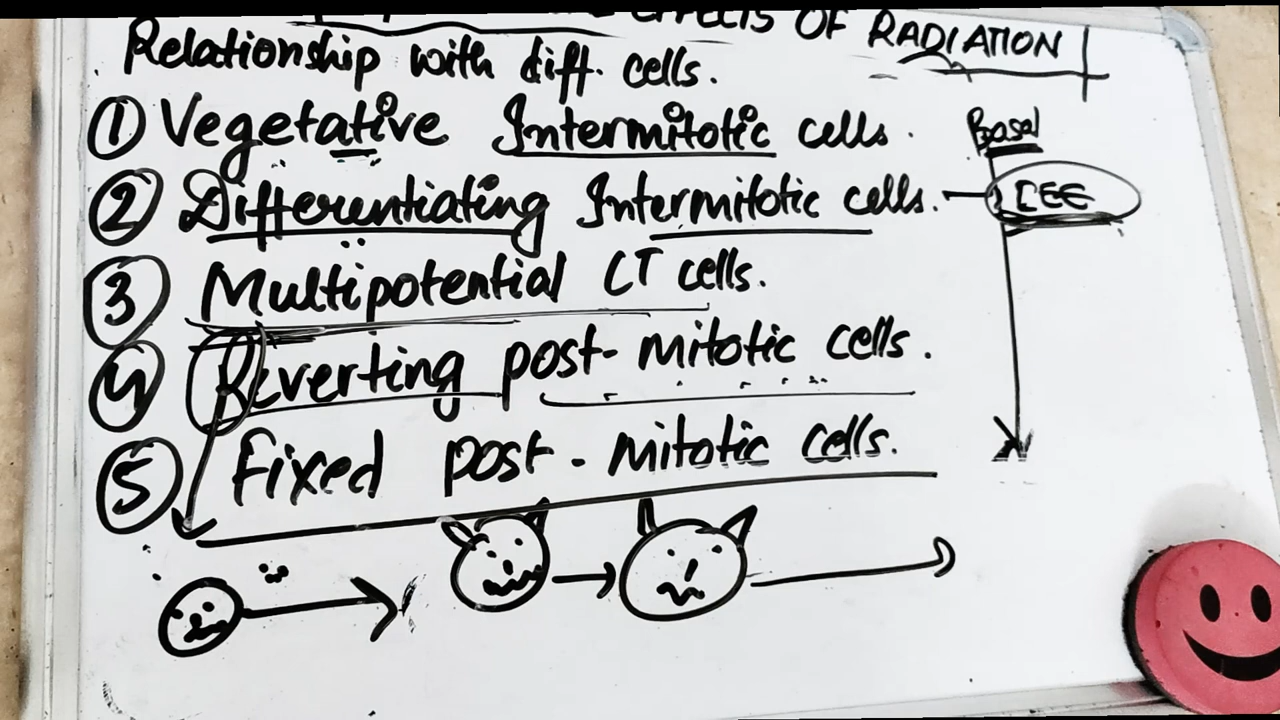 EFFECTS OF RADIATION
Relationship with diff. cells.
① Vegetative Intermitotic cells.
② Differentiating Intermitotic cells.
③ Multipotential CT cells.
④ Reverting post-mitotic cells.
⑤ Fixed post-mitotic cells.
Basal
IEE